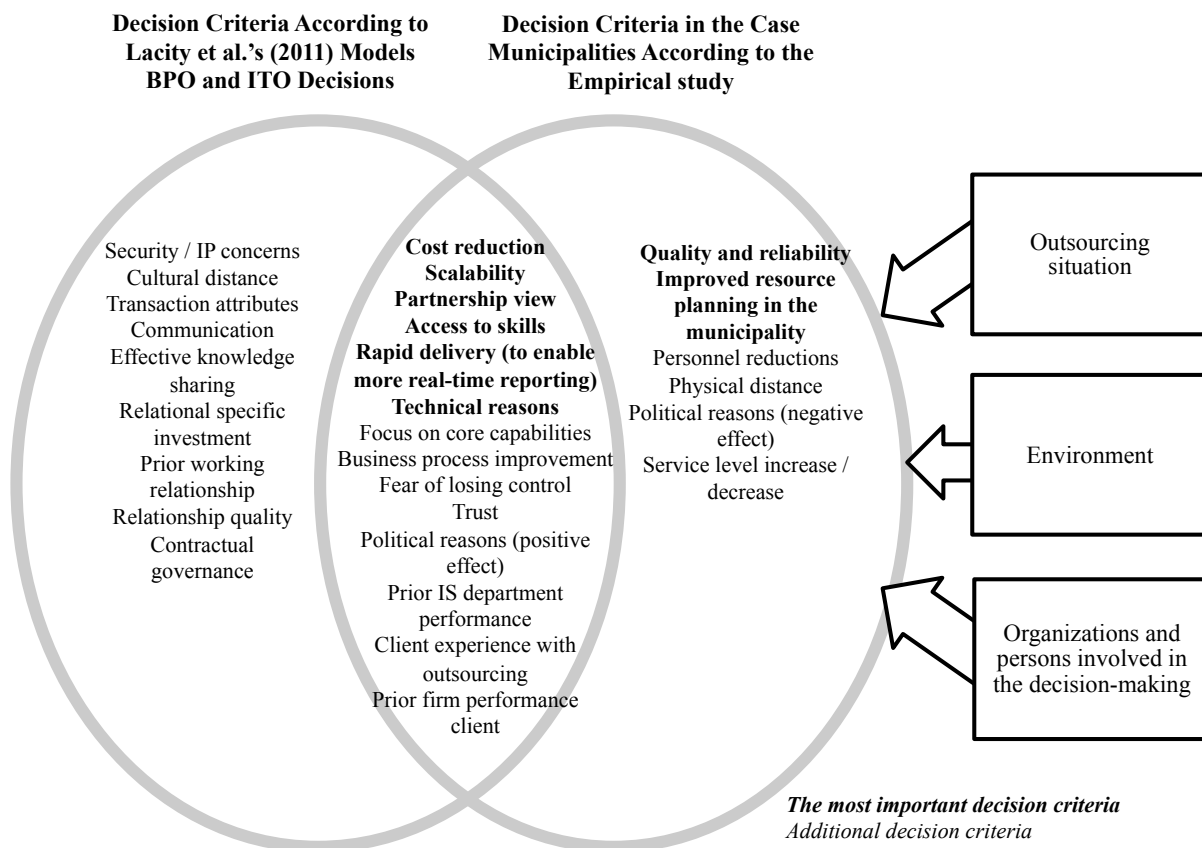 Decision Criteria According to
Lacity et al.’s (2011) Models
BPO and ITO Decisions
Decision Criteria in the Case
Municipalities According to the
Empirical study
Security / IP concerns
Cultural distance
Transaction attributes
Communication
Effective knowledge
sharing
Relational specific
investment
Prior working
relationship
Relationship quality
Contractual
governance
Cost reduction
Scalability
Partnership view
Access to skills
Rapid delivery (to enable
more real-time reporting)
Technical reasons
Focus on core capabilities
Business process improvement
Fear of losing control
Trust
Political reasons (positive
effect)
Prior IS department
performance
Client experience with
outsourcing
Prior firm performance
client
Quality and reliability
Improved resource
planning in the
municipality
Personnel reductions
Physical distance
Political reasons (negative
effect)
Service level increase /
decrease
Outsourcing
situation
Environment
Organizations and
persons involved in
the decision-making
The most important decision criteria
Additional decision criteria